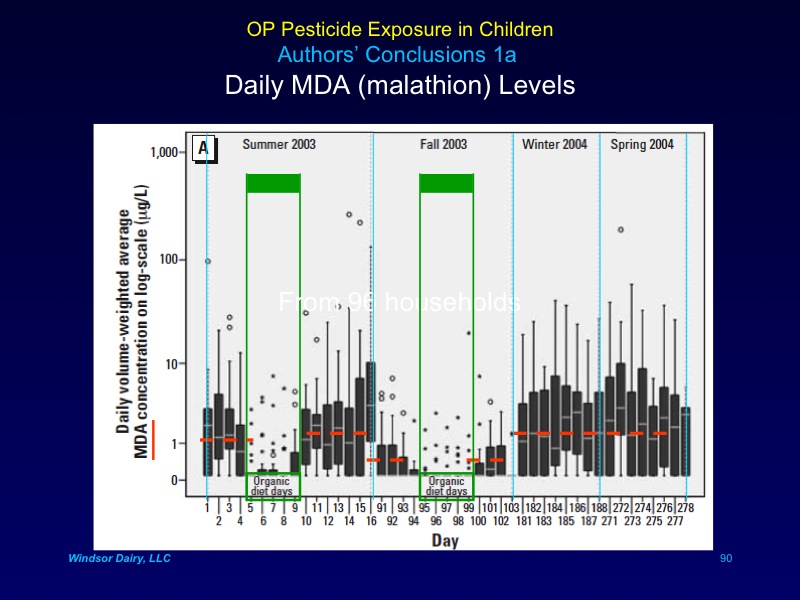 OP Pesticide Exposure in Children
Authors' Conclusions 1a
Daily MDA (malathion) Levels
A
Summer 2003
Fall 2003
Winter 2004
Spring 2004
Daily volume-weighted average
MDA concentration on log-scale (µg/L)
1,000
100
10
1
0
From 96 households
Organic
diet days
Organic
diet days
1 3 5 7 9 11 13 15 91 93 95 97 99 101 103 182 184 186 188 272 274 276 278
2 4 6 8 10 12 14 16 92 94 96 98 100 102 181 183 185 187 271 273 275 277
Day
Windsor Dairy, LLC
90